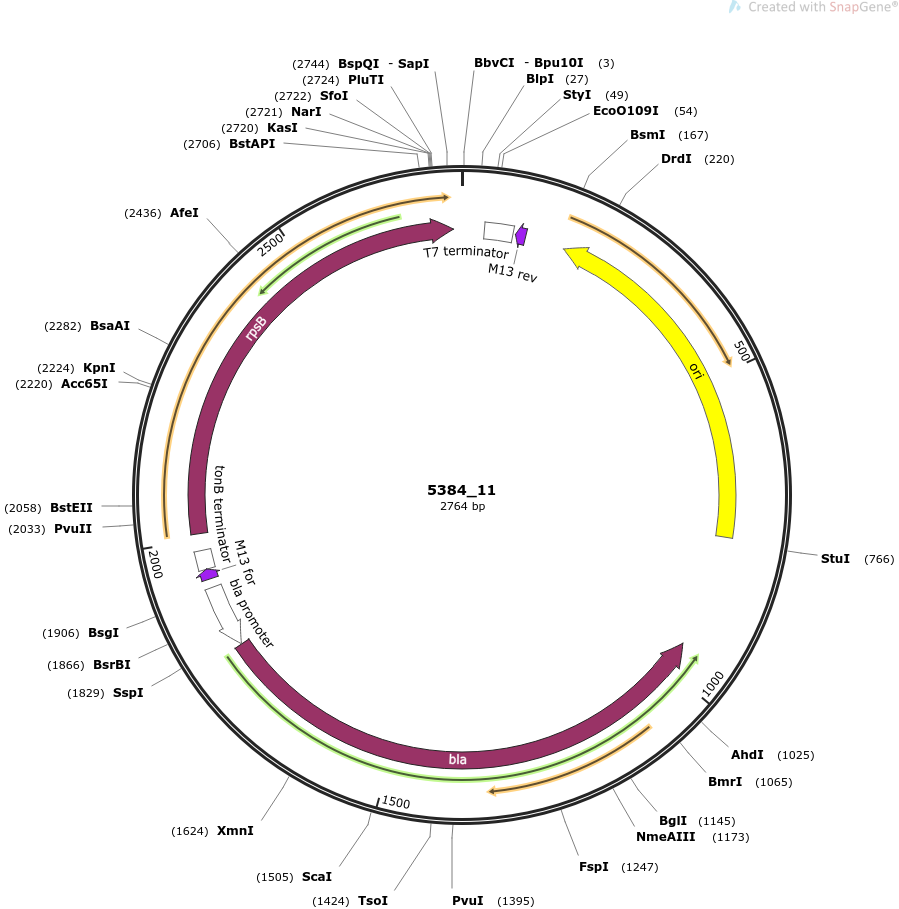 Created with SnapGene®
(2744) BspQI - SapI
(2724) PluTI
(2722) SfoI
(2721) NarI
(2720) KasI
(2706) BstAPI
BbvCI - Bpu10I (3)
BlpI (27)
StyI (49)
EcoO109I (54)
BsmI (167)
DrdI (220)
(2436) AfeI
2500
T7 terminator
M13 rev
rpsB
(2282) BsaAI
(2224) KpnI
(2220) Acc65I
500
ori
5384_11
2764 bp
(2058) BstEII
(2033) PvuII
tonB terminator
M13 for
bla promoter
2000
StuI (766)
(1906) BsgI
(1866) BsrBI
(1829) SspI
1000
AhdI (1025)
BmrI (1065)
bla
1500
BglI (1145)
NmeAIII (1173)
(1624) XmnI
FspI (1247)
(1505) ScaI
(1424) TsoI
PvuI (1395)